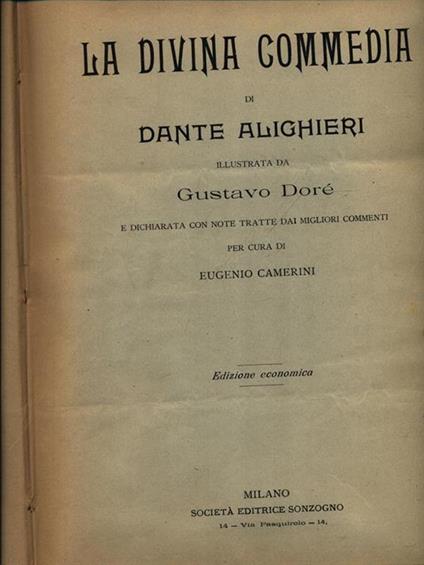 LA DIVINA COMMEDIA
DI
DANTE ALIGHIERI
ILLUSTRATA DA
Gustavo Doré
E DICHIARATA CON NOTE TRATTE DAI MIGLIORI COMMENTI
PER CURA DI
EUGENIO CAMERINI
Edizione economica
MILANO
SOCIETÀ EDITRICE SONZOGNO
14 — Via Pasquirolo — 14.